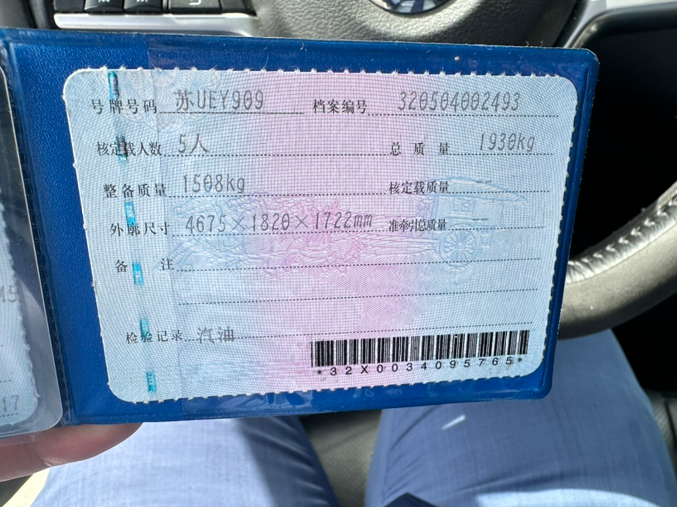 号牌号码 苏UEY909 档案编号 320504002493
核定载人数 5人 总质量 1930kg
整备质量 1508kg 核定载质量 --
外廓尺寸 4675×1820×1722mm 准牵引总质量 --
备注
检验记录 汽油
*32X0034095765*
45
17